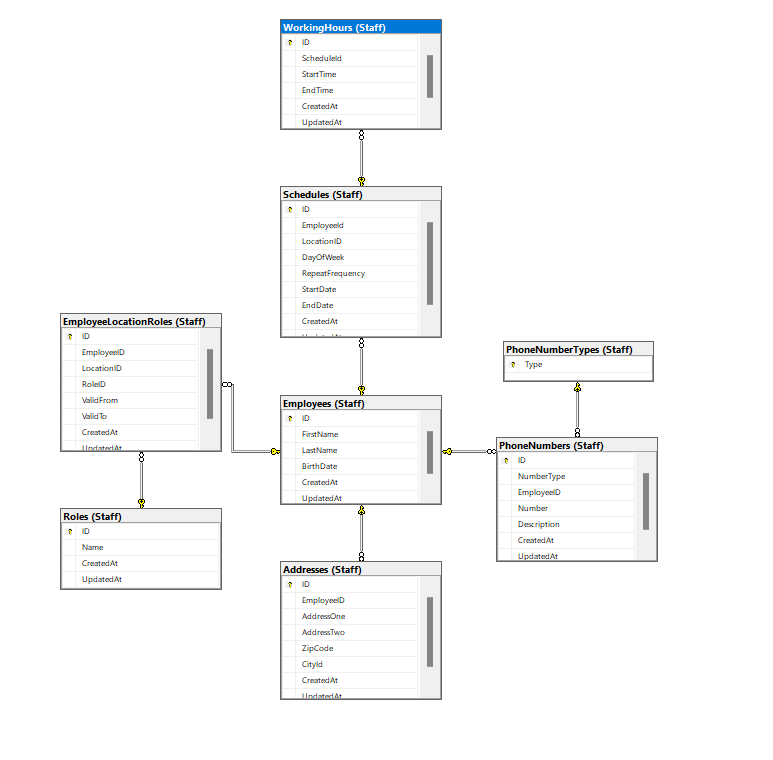 WorkingHours (Staff)
ID
ScheduleId
StartTime
EndTime
CreatedAt
UpdatedAt
Schedules (Staff)
ID
EmployeeId
LocationID
DayOfWeek
RepeatFrequency
StartDate
EndDate
CreatedAt
EmployeeLocationRoles (Staff)
ID
EmployeeID
LocationID
RoleID
ValidFrom
ValidTo
CreatedAt
UpdatedAt
PhoneNumberTypes (Staff)
Type
Employees (Staff)
ID
FirstName
LastName
BirthDate
CreatedAt
UpdatedAt
PhoneNumbers (Staff)
ID
NumberType
EmployeeID
Number
Description
CreatedAt
UpdatedAt
Roles (Staff)
ID
Name
CreatedAt
UpdatedAt
Addresses (Staff)
ID
EmployeeID
AddressOne
AddressTwo
ZipCode
CityId
CreatedAt
UpdatedAt